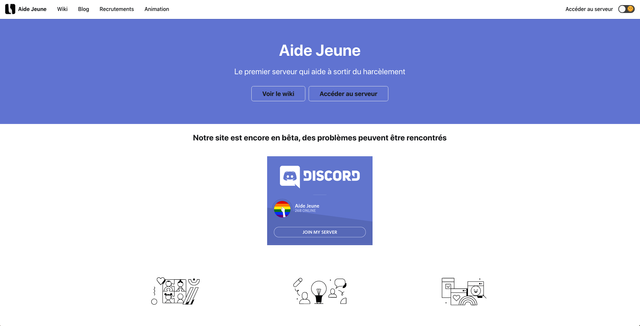 Aide Jeune Wiki Blog Recrutements Animation Accéder au serveur
Aide Jeune
Le premier serveur qui aide à sortir du harcèlement
Voir le wiki Accéder au serveur
Notre site est encore en bêta, des problèmes peuvent être rencontrés
DISCORD
Aide Jeune
JOIN MY SERVER